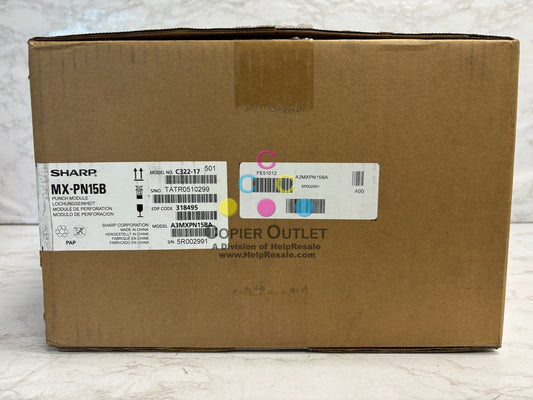 SHARP
MX-PN15B
PUNCH MODULE
LOCHUNGSEINHEIT
MODULE DE PERFORATION
MODULO DE PERFORACION
SHARP CORPORATION
MADE IN CHINA
HERGESTELLT IN CHINA
FABRIQUÉ EN CHINE
FABRICADO EN CHINA
PAP
MODEL NO. C322-17 501
S/NO. TATR0510299
EDP CODE 318495
MODEL A3MXPN15BA
S/N 5R002991
FE51012
A3MXPN15BA
5R002991
A00
COPIER OUTLET
A Division of HelpResale
www.HelpResale.com